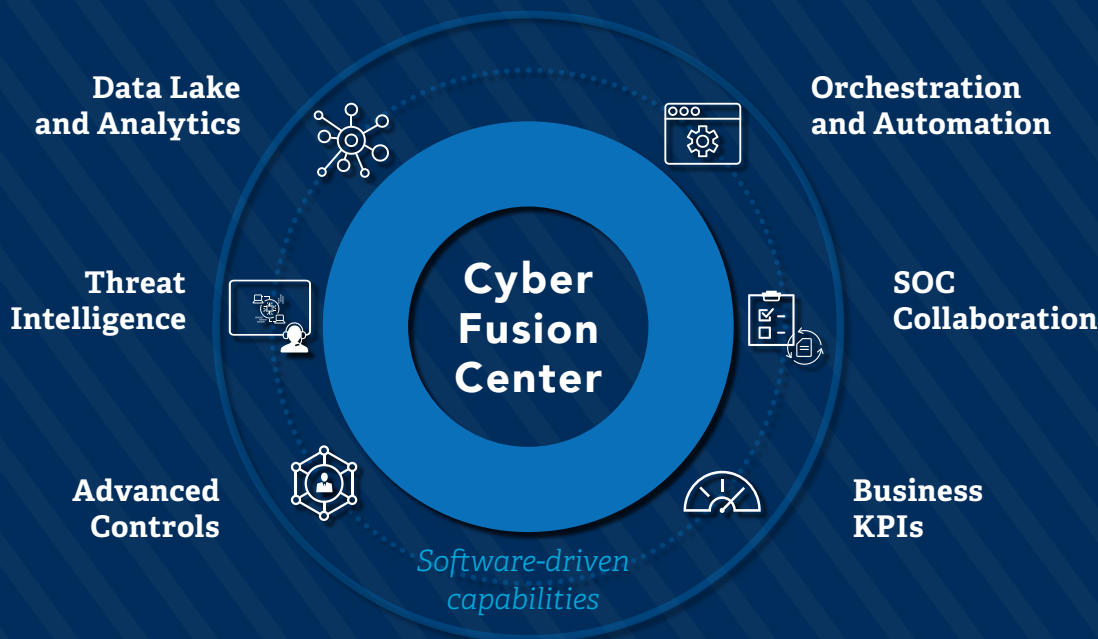 Data Lake
and Analytics
Orchestration
and Automation
Threat
Intelligence
Cyber
Fusion
Center
SOC
Collaboration
Advanced
Controls
Business
KPIs
Software-driven
capabilities